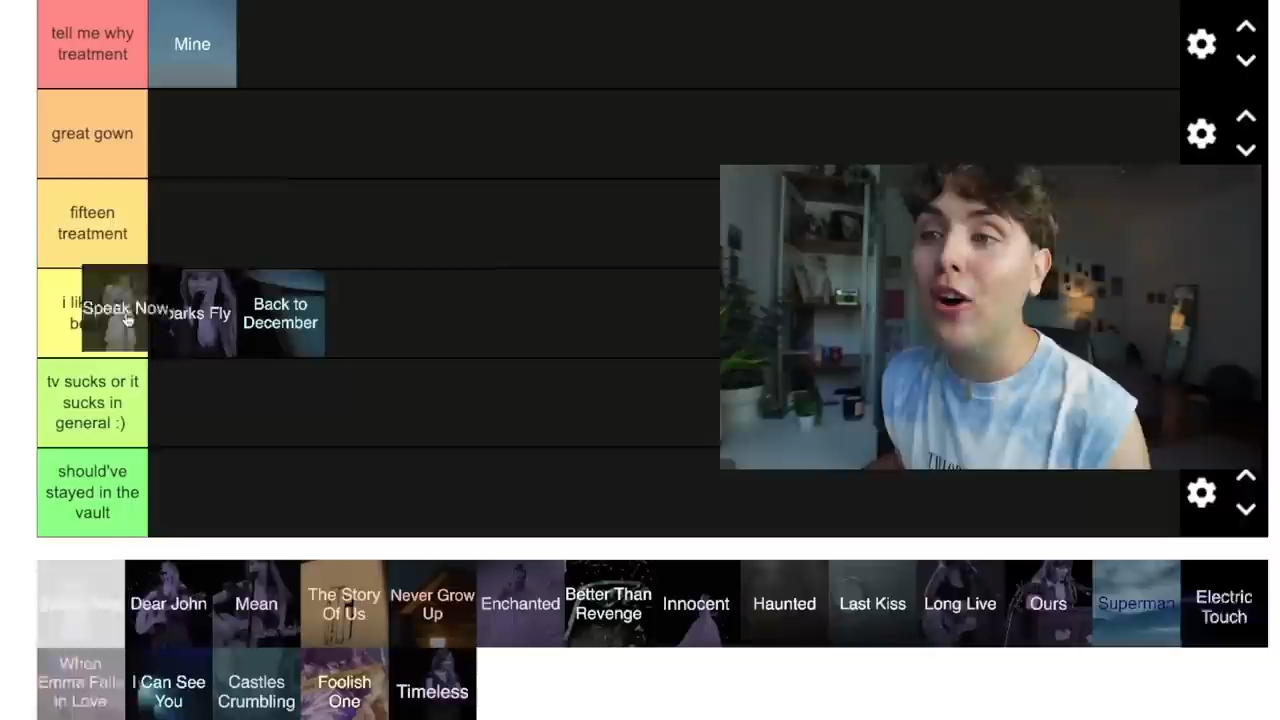 tell me why
treatment
Mine
great gown
fifteen
treatment
i li
be
Speak Now
arks Fly
Back to
December
tv sucks or it
sucks in
general :)
should've
stayed in the
vault
Dear John
Mean
The Story
Of Us
Never Grow
Up
Enchanted
Better Than
Revenge
Innocent
Haunted
Last Kiss
Long Live
Ours
Superman
Electric
Touch
When
Emma Falls
in Love
I Can See
You
Castles
Crumbling
Foolish
One
Timeless